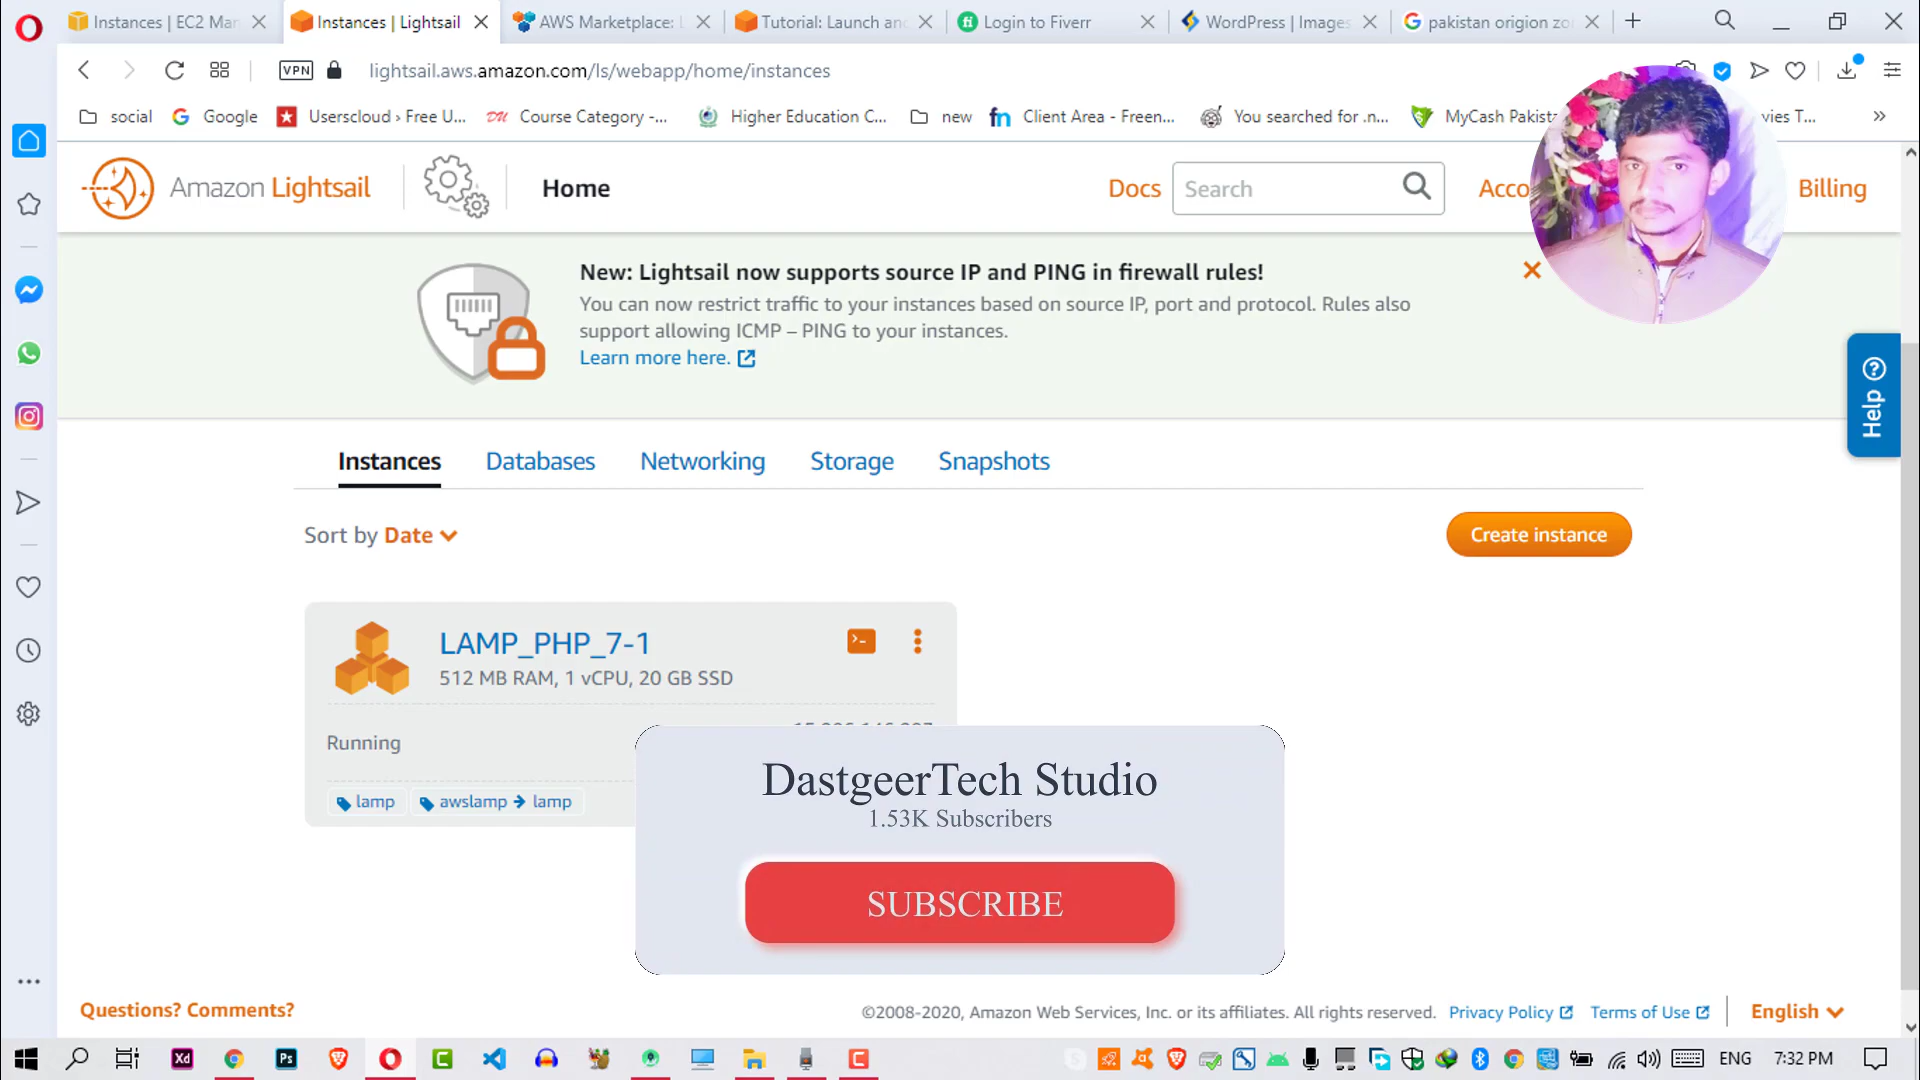 Instances | EC2 Mar
Instances | Lightsail
AWS Marketplace:
Tutorial: Launch an
Login to Fiverr
WordPress | Images
pakistan origion zo
VPN
lightsail.aws.amazon.com/ls/webapp/home/instances
social
Google
Userscloud › Free U...
DU
Course Category -...
Higher Education C...
new
fn
Client Area - Freen...
You searched for .n...
MyCash Pakist
vies T...
Amazon Lightsail
Home
Docs
Search
Acco
Billing
New: Lightsail now supports source IP and PING in firewall rules!
You can now restrict traffic to your instances based on source IP, port and protocol. Rules also
support allowing ICMP – PING to your instances.
Learn more here.
Help
Instances
Databases
Networking
Storage
Snapshots
Sort by Date
Create instance
LAMP_PHP_7-1
512 MB RAM, 1 vCPU, 20 GB SSD
Running
lamp
awslamp → lamp
DastgeerTech Studio
1.53K Subscribers
SUBSCRIBE
Questions? Comments?
©2008-2020, Amazon Web Services, Inc. or its affiliates. All rights reserved.
Privacy Policy
Terms of Use
English
Xd
Ps
ENG
7:32 PM